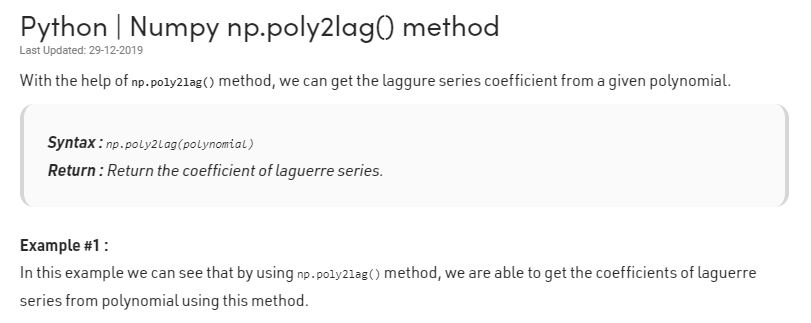 Python | Numpy np.poly2lag() method
Last Updated: 29-12-2019
With the help of np.poly2lag() method, we can get the laggure series coefficient from a given polynomial.
Syntax : np.poly2lag(polynomial)
Return : Return the coefficient of laguerre series.
Example #1 :
In this example we can see that by using np.poly2lag() method, we are able to get the coefficients of laguerre
series from polynomial using this method.